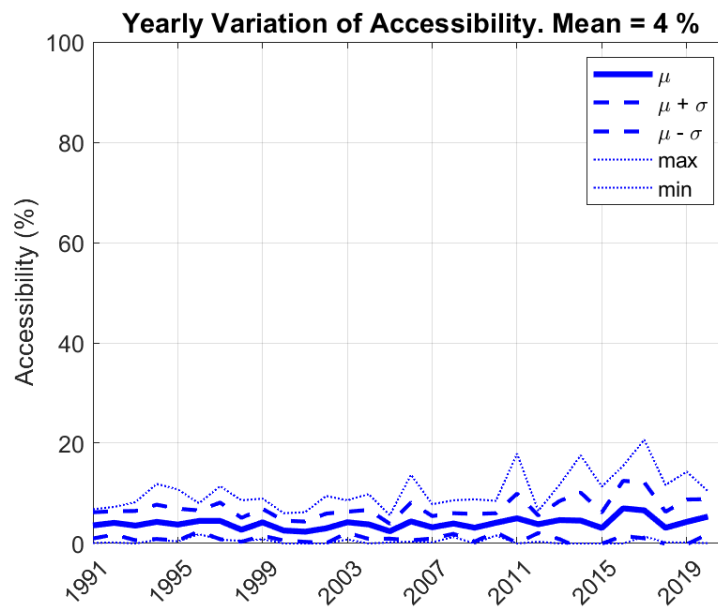 Yearly Variation of Accessibility. Mean = 4 %
100
80
60
40
20
0
Accessibility (%)
μ
μ + σ
μ - σ
max
min
1991
1995
1999
2003
2007
2011
2015
2019